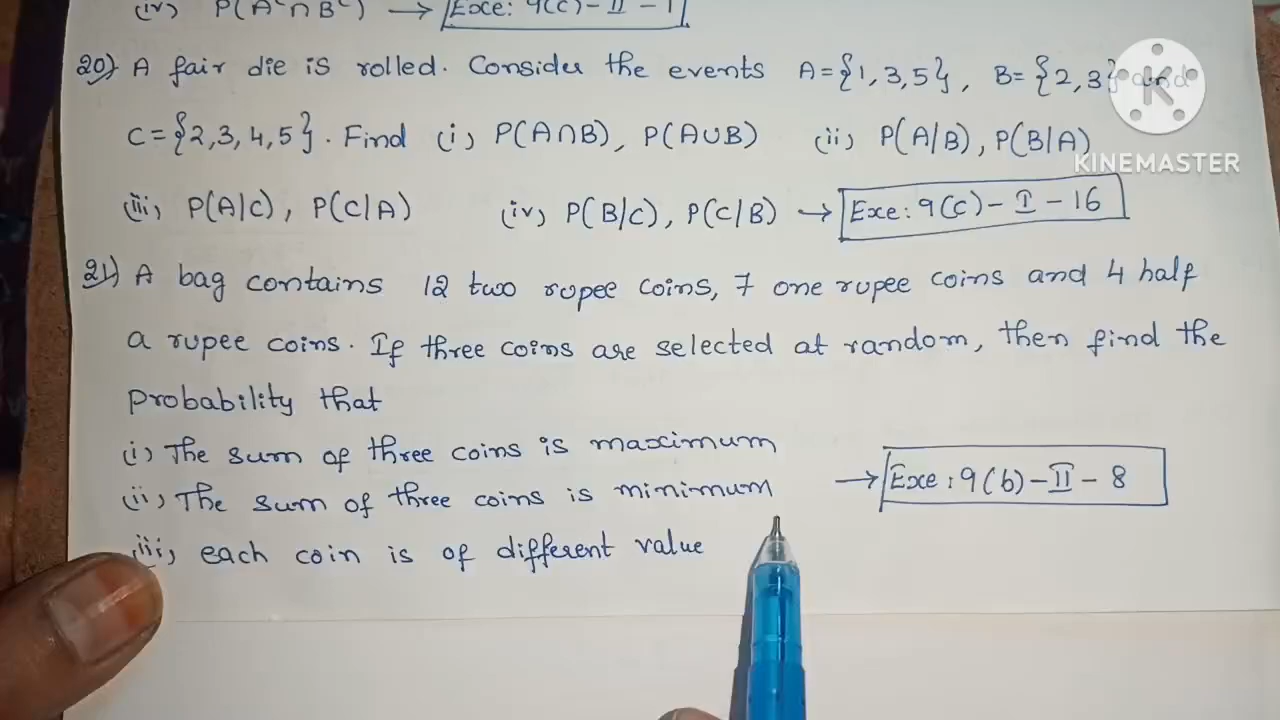 (iv) P(Aᶜ∩Bᶜ) → Exe: 9(c)-II-1
20) A fair die is rolled. Consider the events A={1,3,5}, B={2,3} and
C={2,3,4,5}. Find (i) P(A∩B), P(A∪B) (ii) P(A/B), P(B/A)
(iii) P(A/C), P(C/A) (iv) P(B/C), P(C/B) → Exe: 9(c)-I-16
21) A bag contains 12 two rupee coins, 7 one rupee coins and 4 half
a rupee coins. If three coins are selected at random, then find the
probability that
(i) The sum of three coins is maximum
(ii) The sum of three coins is minimum → Exe: 9(b)-II-8
(iii) each coin is of different value
K
KINEMASTER